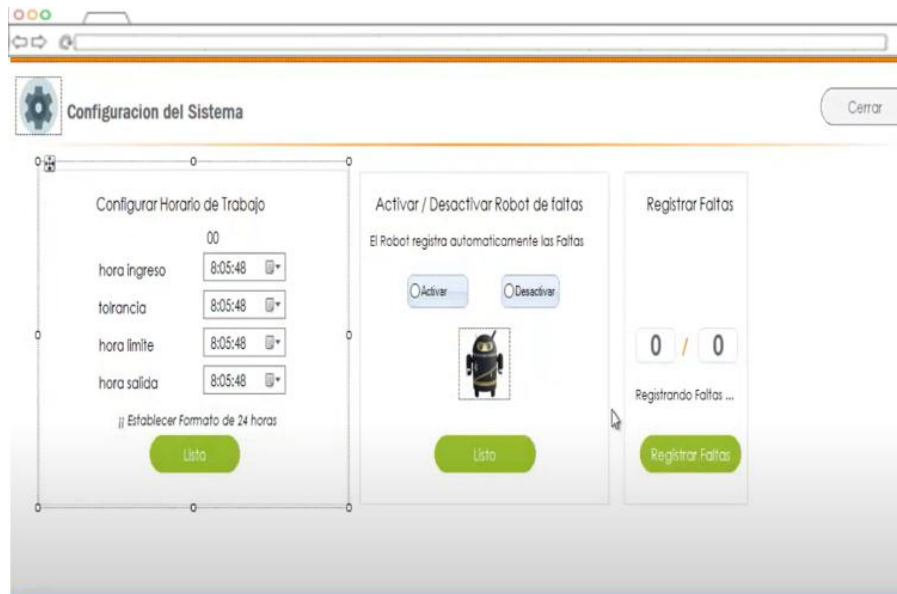 Configuracion del Sistema
Cerrar
Configurar Horario de Trabajo
00
hora ingreso 8:05:48
tolrancia 8:05:48
hora limite 8:05:48
hora salida 8:05:48
¡¡ Establecer Formato de 24 horas
Listo
Activar / Desactivar Robot de faltas
El Robot registra automaticamente las Faltas
Activar Desactivar
Listo
Registrar Faltas
0 / 0
Registrando Faltas ...
Registrar Faltas